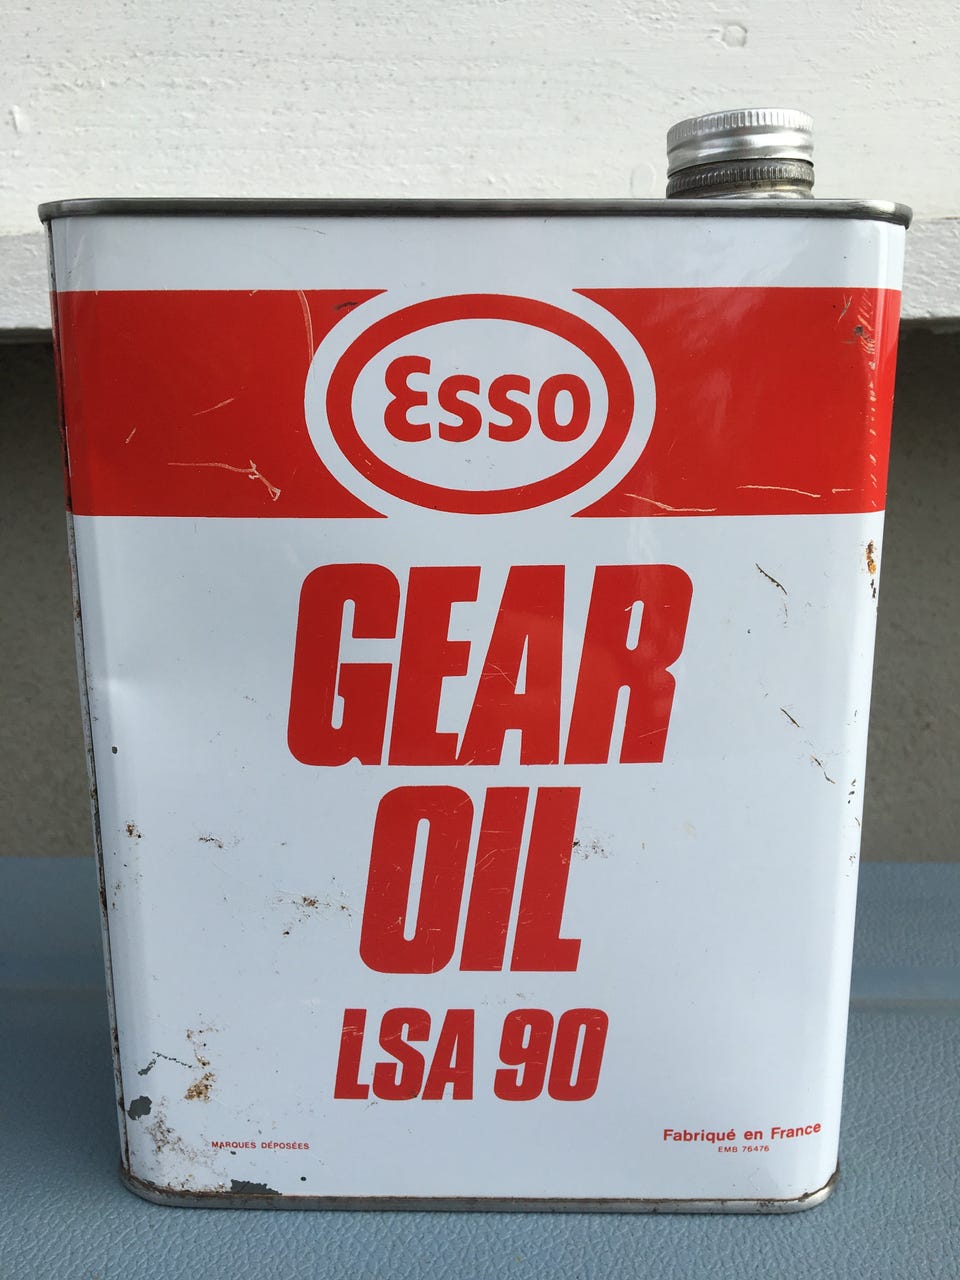 Esso
GEAR
OIL
LSA 90
MARQUES DÉPOSÉES
Fabriqué en France
EMB 76476